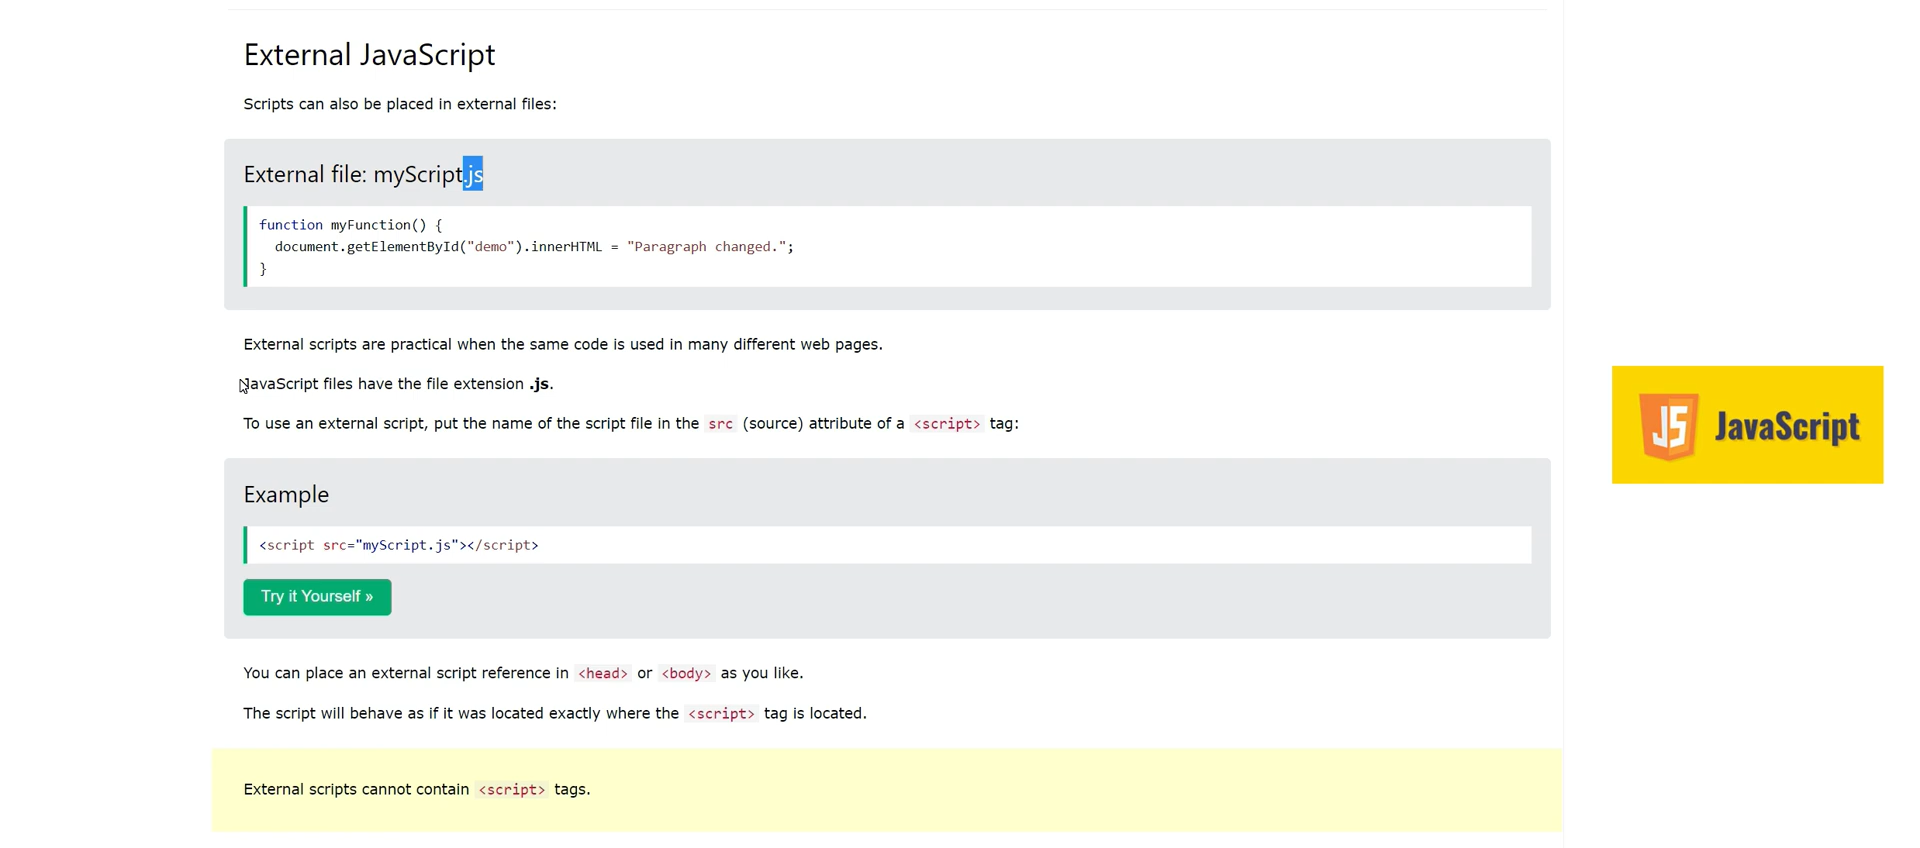 External JavaScript
Scripts can also be placed in external files:
External file: myScript.js
function myFunction() {
  document.getElementById("demo").innerHTML = "Paragraph changed.";
}
External scripts are practical when the same code is used in many different web pages.
JavaScript files have the file extension .js.
To use an external script, put the name of the script file in the src (source) attribute of a <script> tag:
JS JavaScript
Example
<script src="myScript.js"></script>
Try it Yourself »
You can place an external script reference in <head> or <body> as you like.
The script will behave as if it was located exactly where the <script> tag is located.
External scripts cannot contain <script> tags.